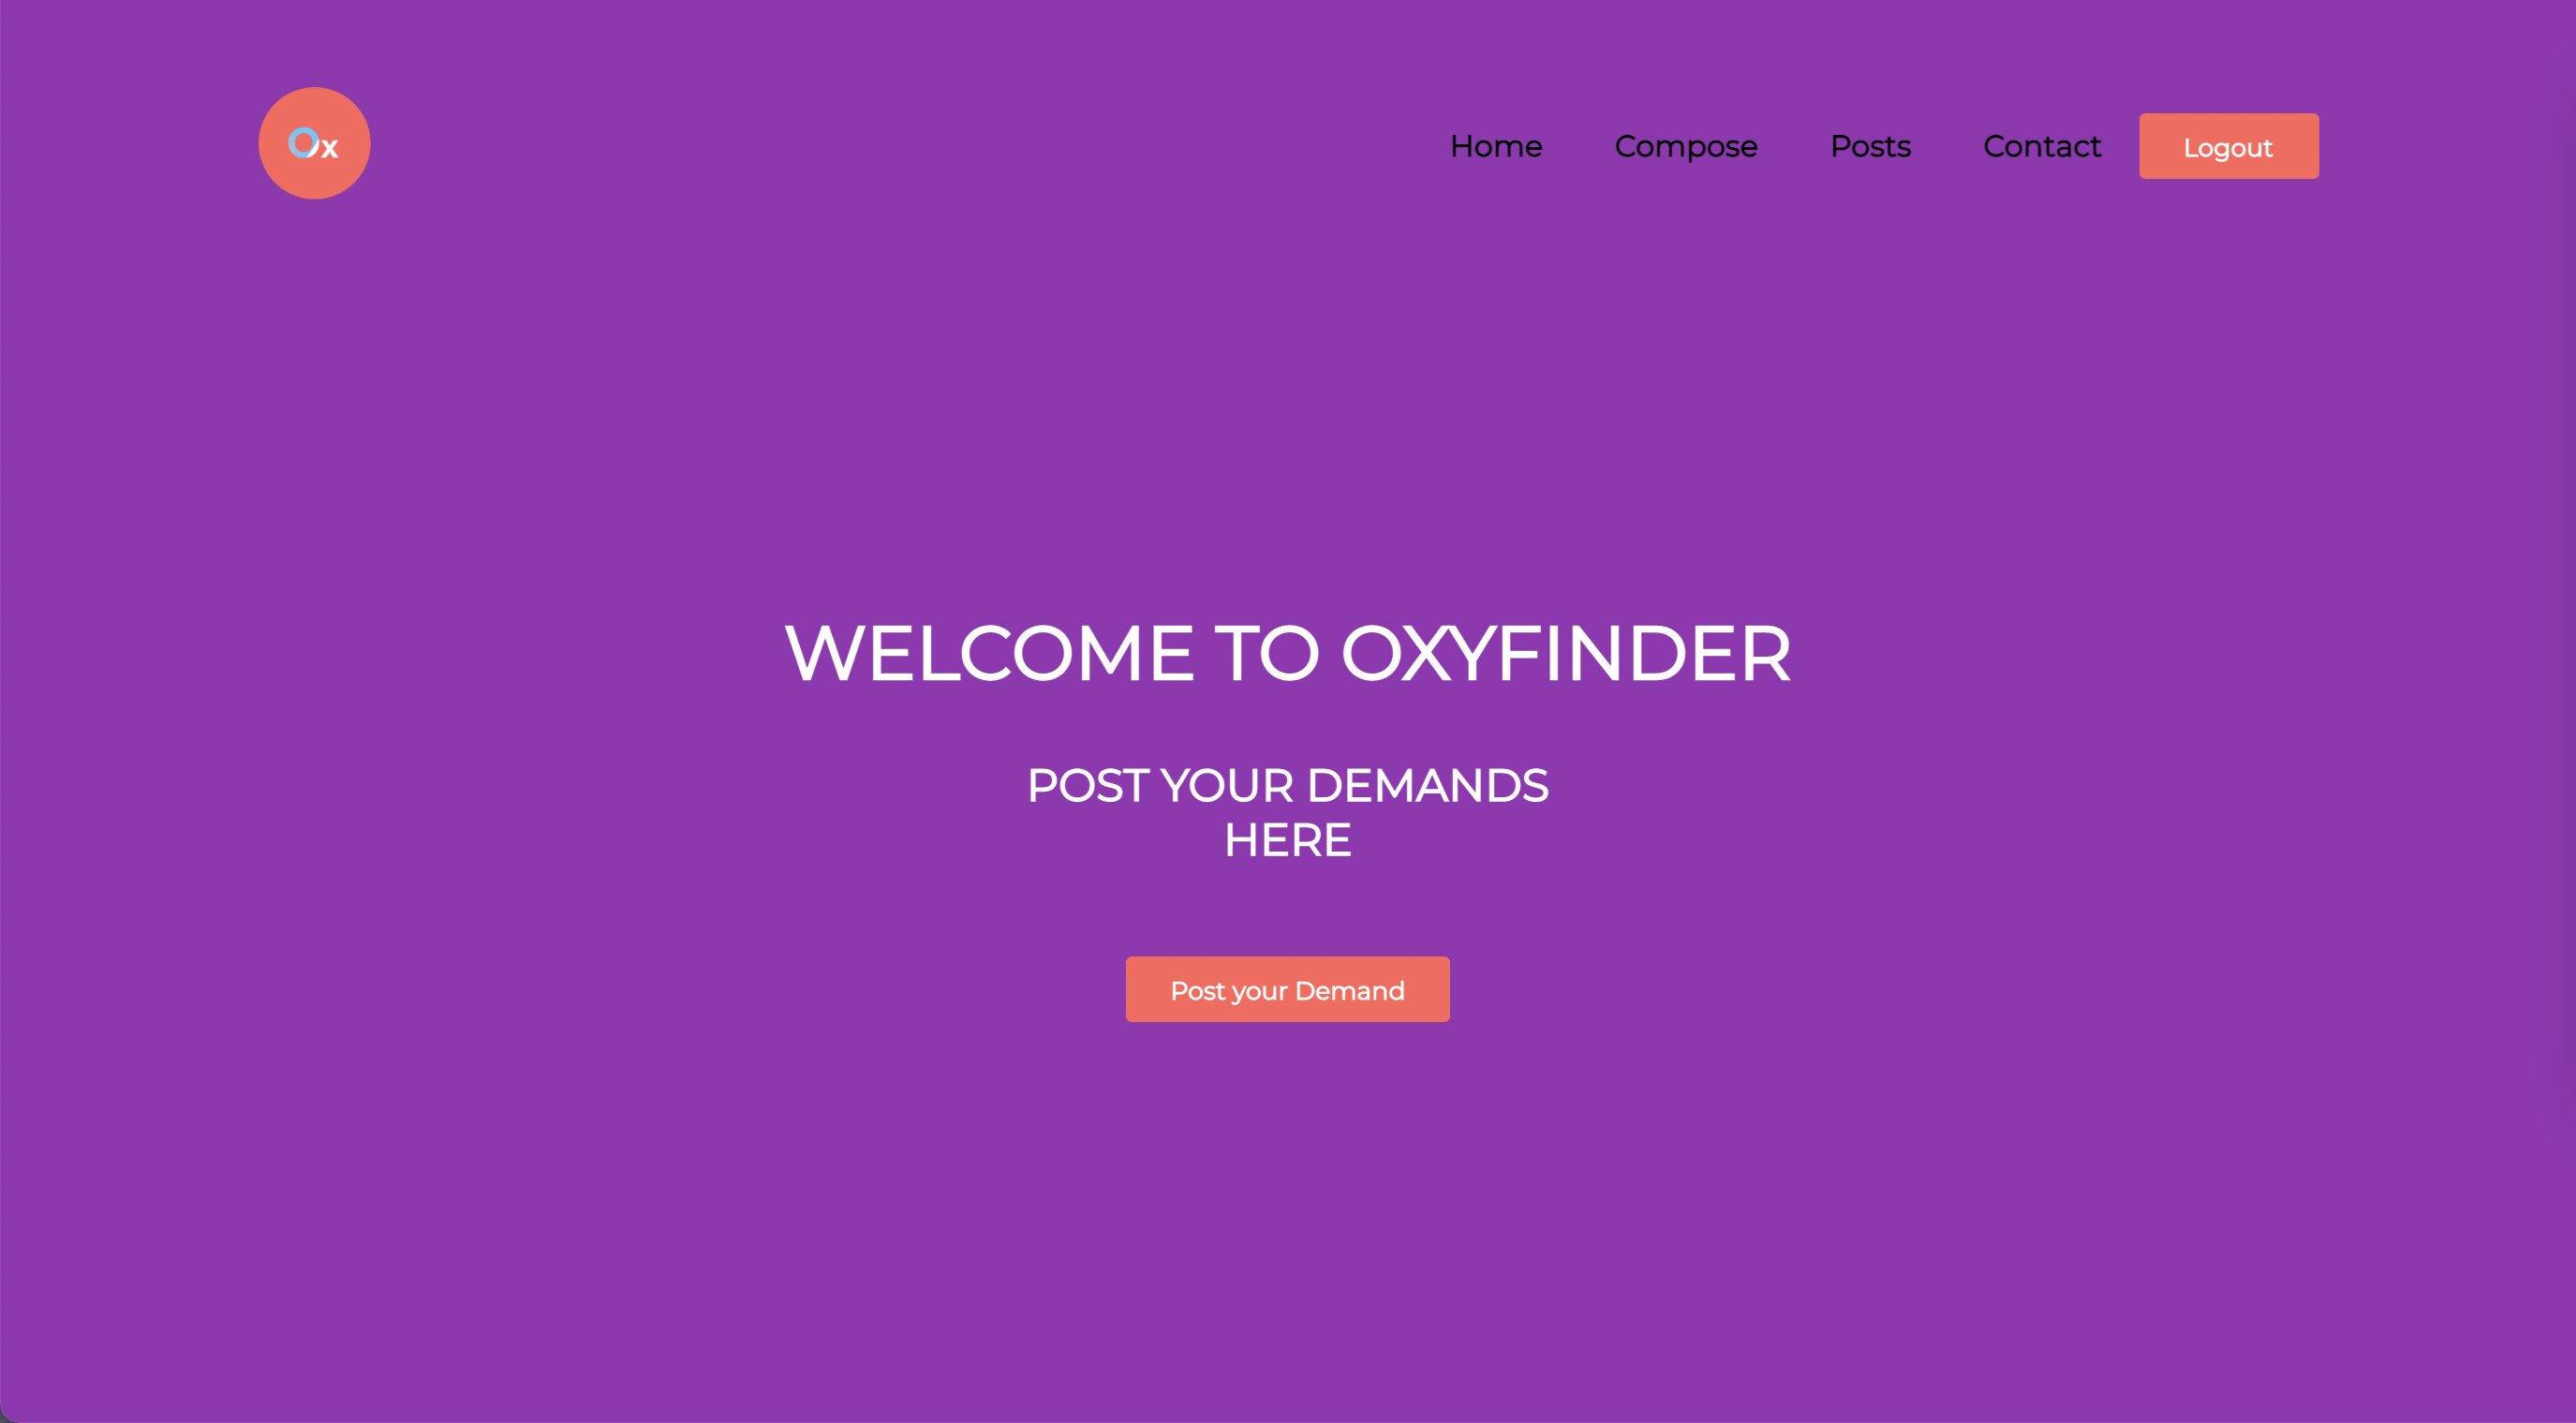 Ox
Home Compose Posts Contact Logout
WELCOME TO OXYFINDER
POST YOUR DEMANDS
HERE
Post your Demand